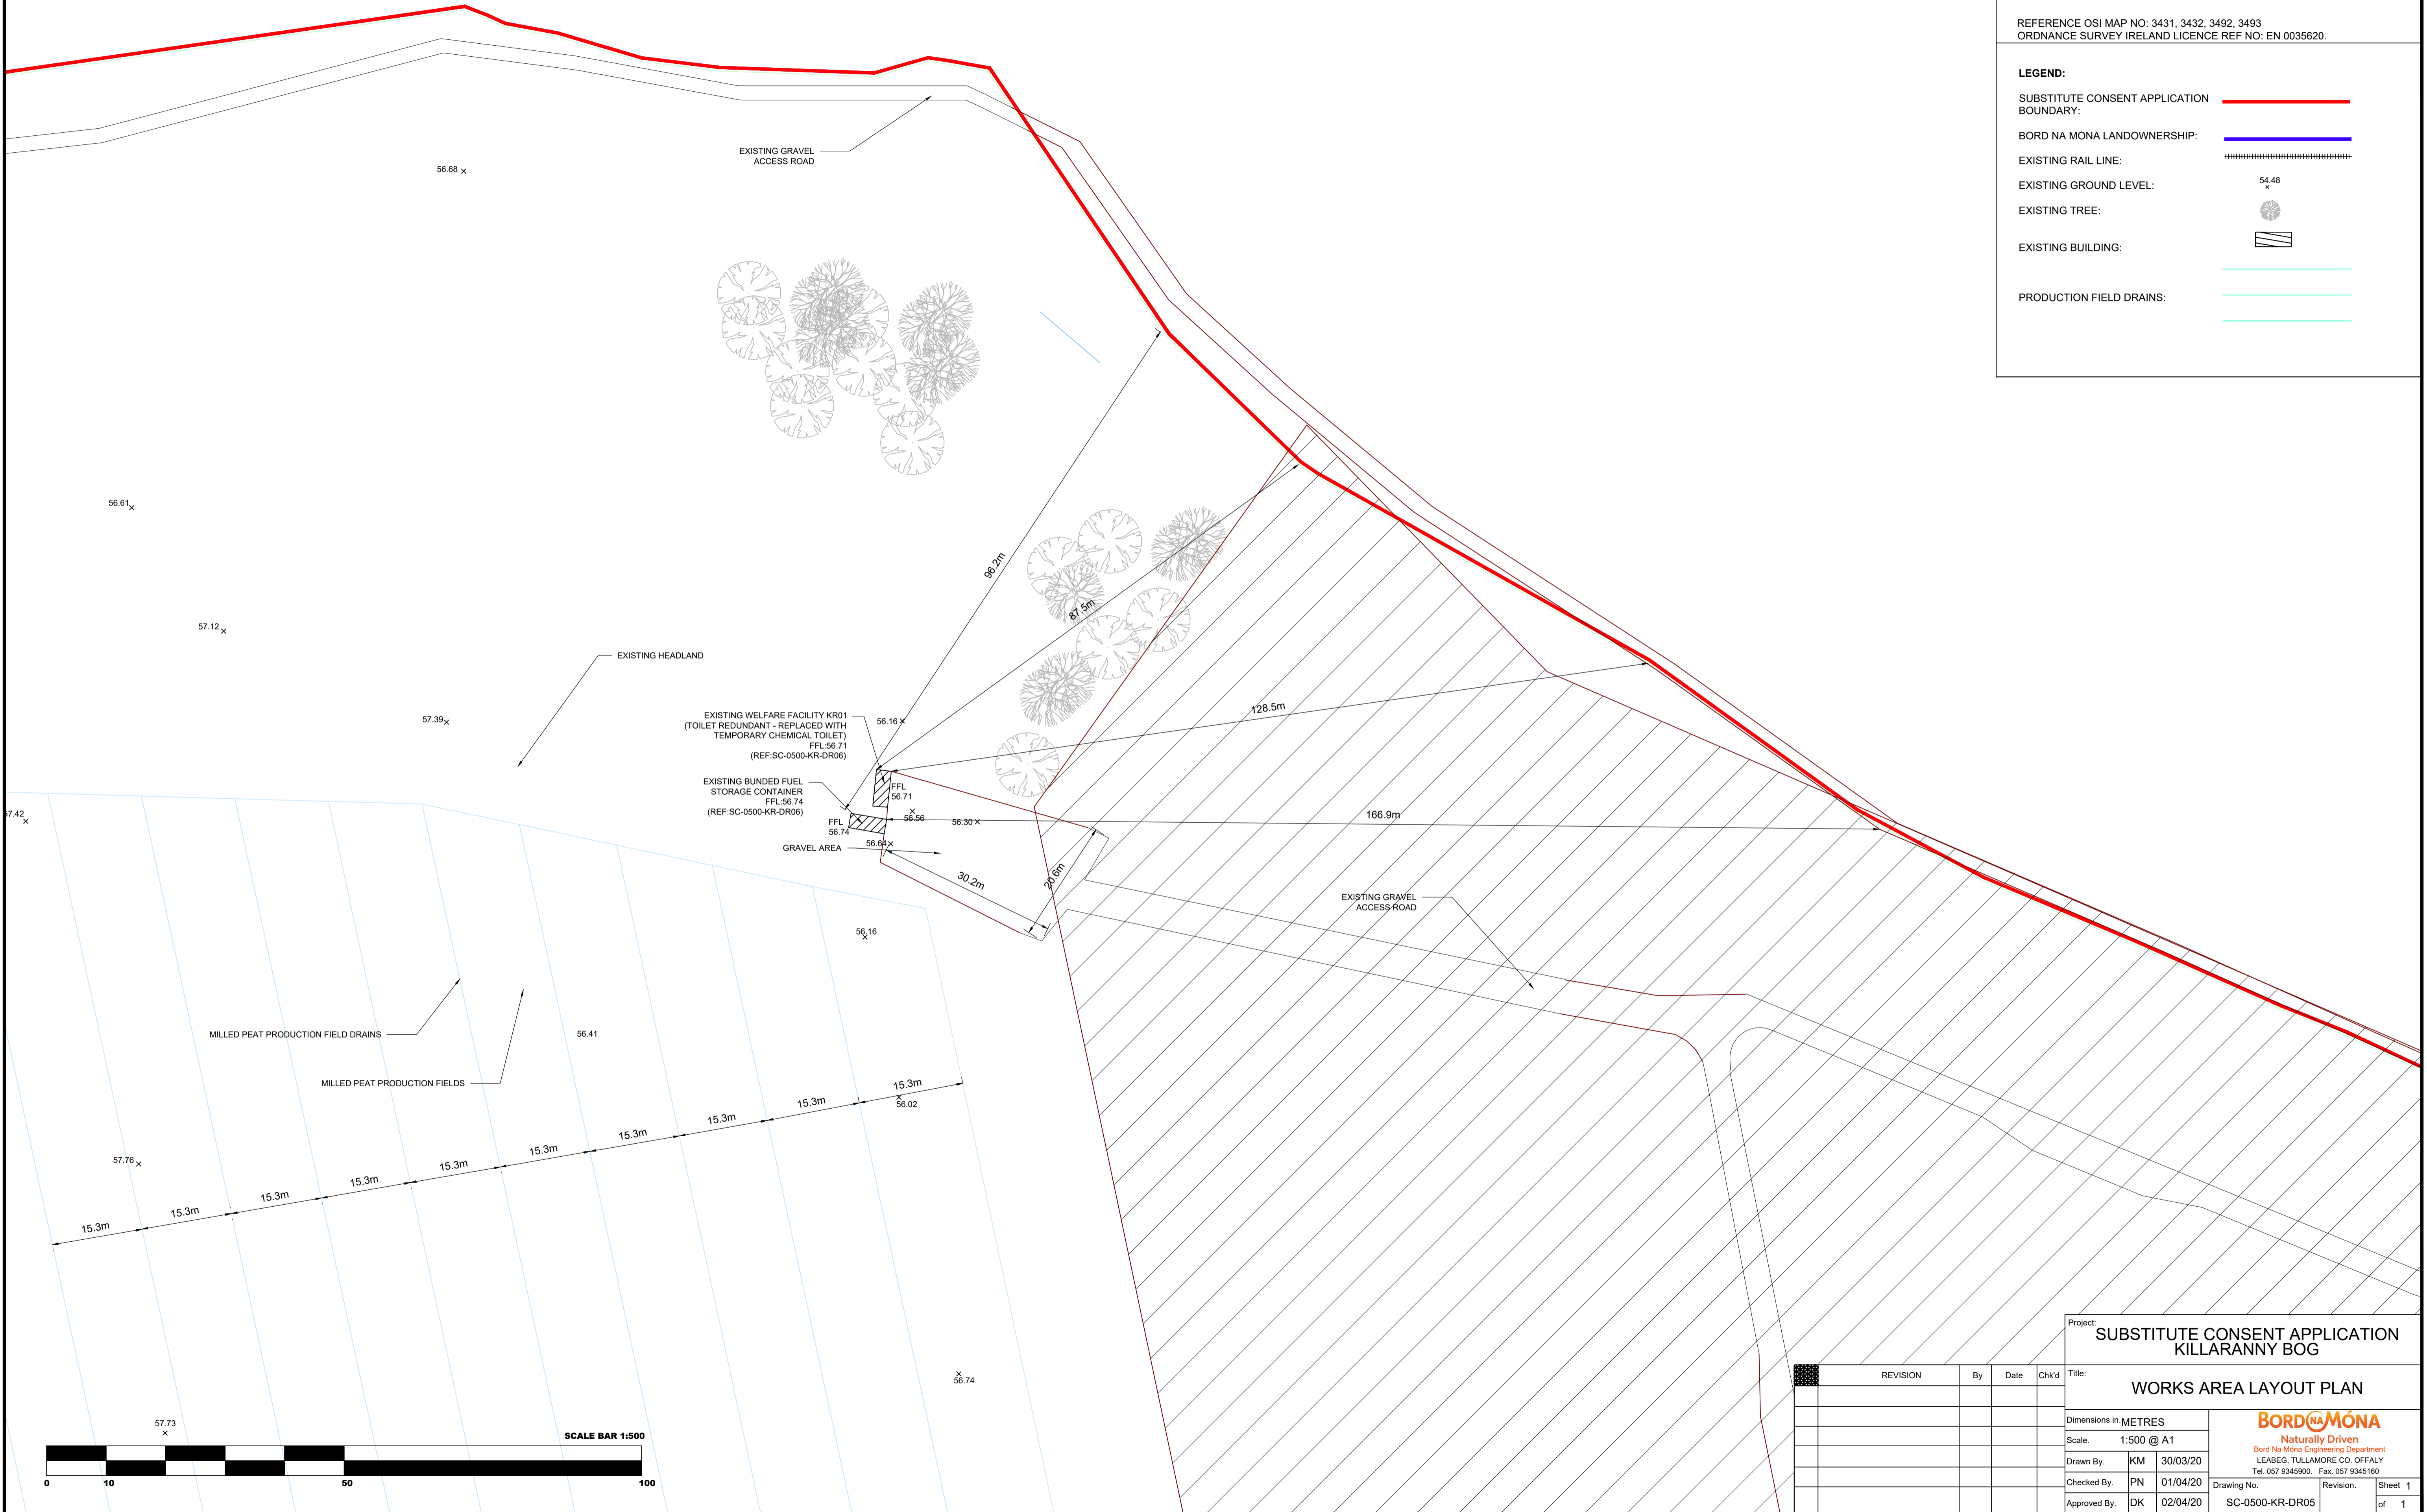 REFERENCE OSI MAP NO: 3431, 3432, 3492, 3493
ORDNANCE SURVEY IRELAND LICENCE REF NO: EN 0035620.
LEGEND:
SUBSTITUTE CONSENT APPLICATION
BOUNDARY:
BORD NA MONA LANDOWNERSHIP:
EXISTING RAIL LINE:
EXISTING GROUND LEVEL:
54.48
EXISTING TREE:
EXISTING BUILDING:
PRODUCTION FIELD DRAINS:
EXISTING GRAVEL
ACCESS ROAD
56.68
56.61
57.12
57.39
57.42
EXISTING HEADLAND
96.2m
87.5m
128.5m
166.9m
EXISTING WELFARE FACILITY KR01
(TOILET REDUNDANT - REPLACED WITH
TEMPORARY CHEMICAL TOILET)
FFL:56.71
(REF:SC-0500-KR-DR06)
56.16
EXISTING BUNDED FUEL
STORAGE CONTAINER
FFL:56.74
(REF:SC-0500-KR-DR06)
FFL
56.71
FFL
56.74
56.56
56.30
56.64
GRAVEL AREA
30.2m
20.6m
EXISTING GRAVEL
ACCESS ROAD
56.16
MILLED PEAT PRODUCTION FIELD DRAINS
56.41
MILLED PEAT PRODUCTION FIELDS
15.3m
15.3m
15.3m
15.3m
15.3m
15.3m
15.3m
15.3m
15.3m
15.3m
56.02
57.76
56.74
57.73
SCALE BAR 1:500
0 10 50 100
REVISION By Date Chk'd
Project:
SUBSTITUTE CONSENT APPLICATION
KILLARANNY BOG
Title:
WORKS AREA LAYOUT PLAN
Dimensions in. METRES
Scale. 1:500 @ A1
Drawn By. KM 30/03/20
Checked By. PN 01/04/20
Approved By. DK 02/04/20
BORD NA MÓNA
Naturally Driven
Bord Na Móna Engineering Department
LEABEG, TULLAMORE CO. OFFALY
Tel. 057 9345900. Fax. 057 9345160
Drawing No. Revision. Sheet 1
SC-0500-KR-DR05 of 1